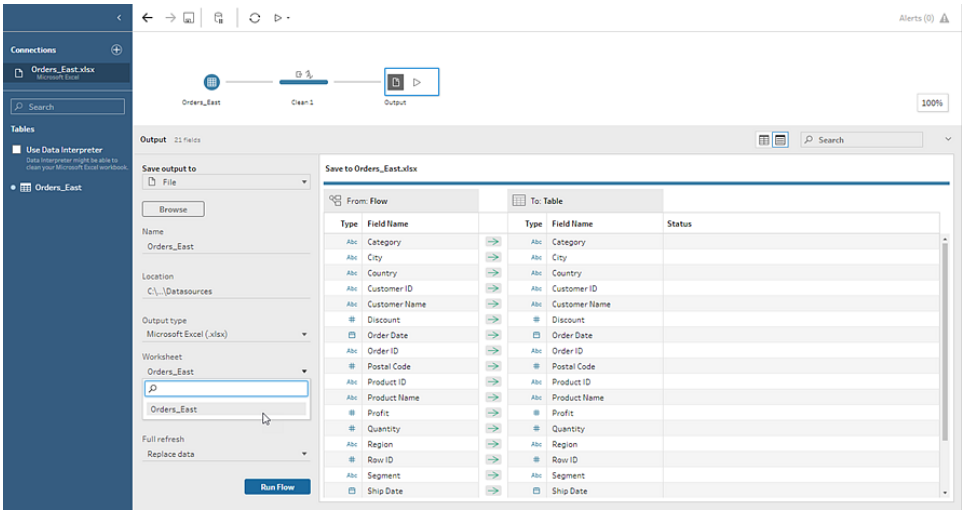 Alerts (0)
Connections
Orders_East.xlsx
Microsoft Excel
Search
Tables
Use Data Interpreter
Data Interpreter might be able to
clean your Microsoft Excel workbook.
Orders_East
Orders_East
Clean 1
Output
100%
Output 21 fields
Search
Save output to
File
Browse
Name
Orders_East
Location
C:\...\Datasources
Output type
Microsoft Excel (.xlsx)
Worksheet
Orders_East
Orders_East
Full refresh
Replace data
Run Flow
Save to Orders_East.xlsx
From: Flow To: Table
Type Field Name Type Field Name Status
Abc Category Abc Category
Abc City Abc City
Abc Country Abc Country
Abc Customer ID Abc Customer ID
Abc Customer Name Abc Customer Name
# Discount # Discount
Order Date Order Date
Abc Order ID Abc Order ID
# Postal Code # Postal Code
Abc Product ID Abc Product ID
Abc Product Name Abc Product Name
# Profit # Profit
# Quantity # Quantity
Abc Region Abc Region
# Row ID # Row ID
Abc Segment Abc Segment
Ship Date Ship Date